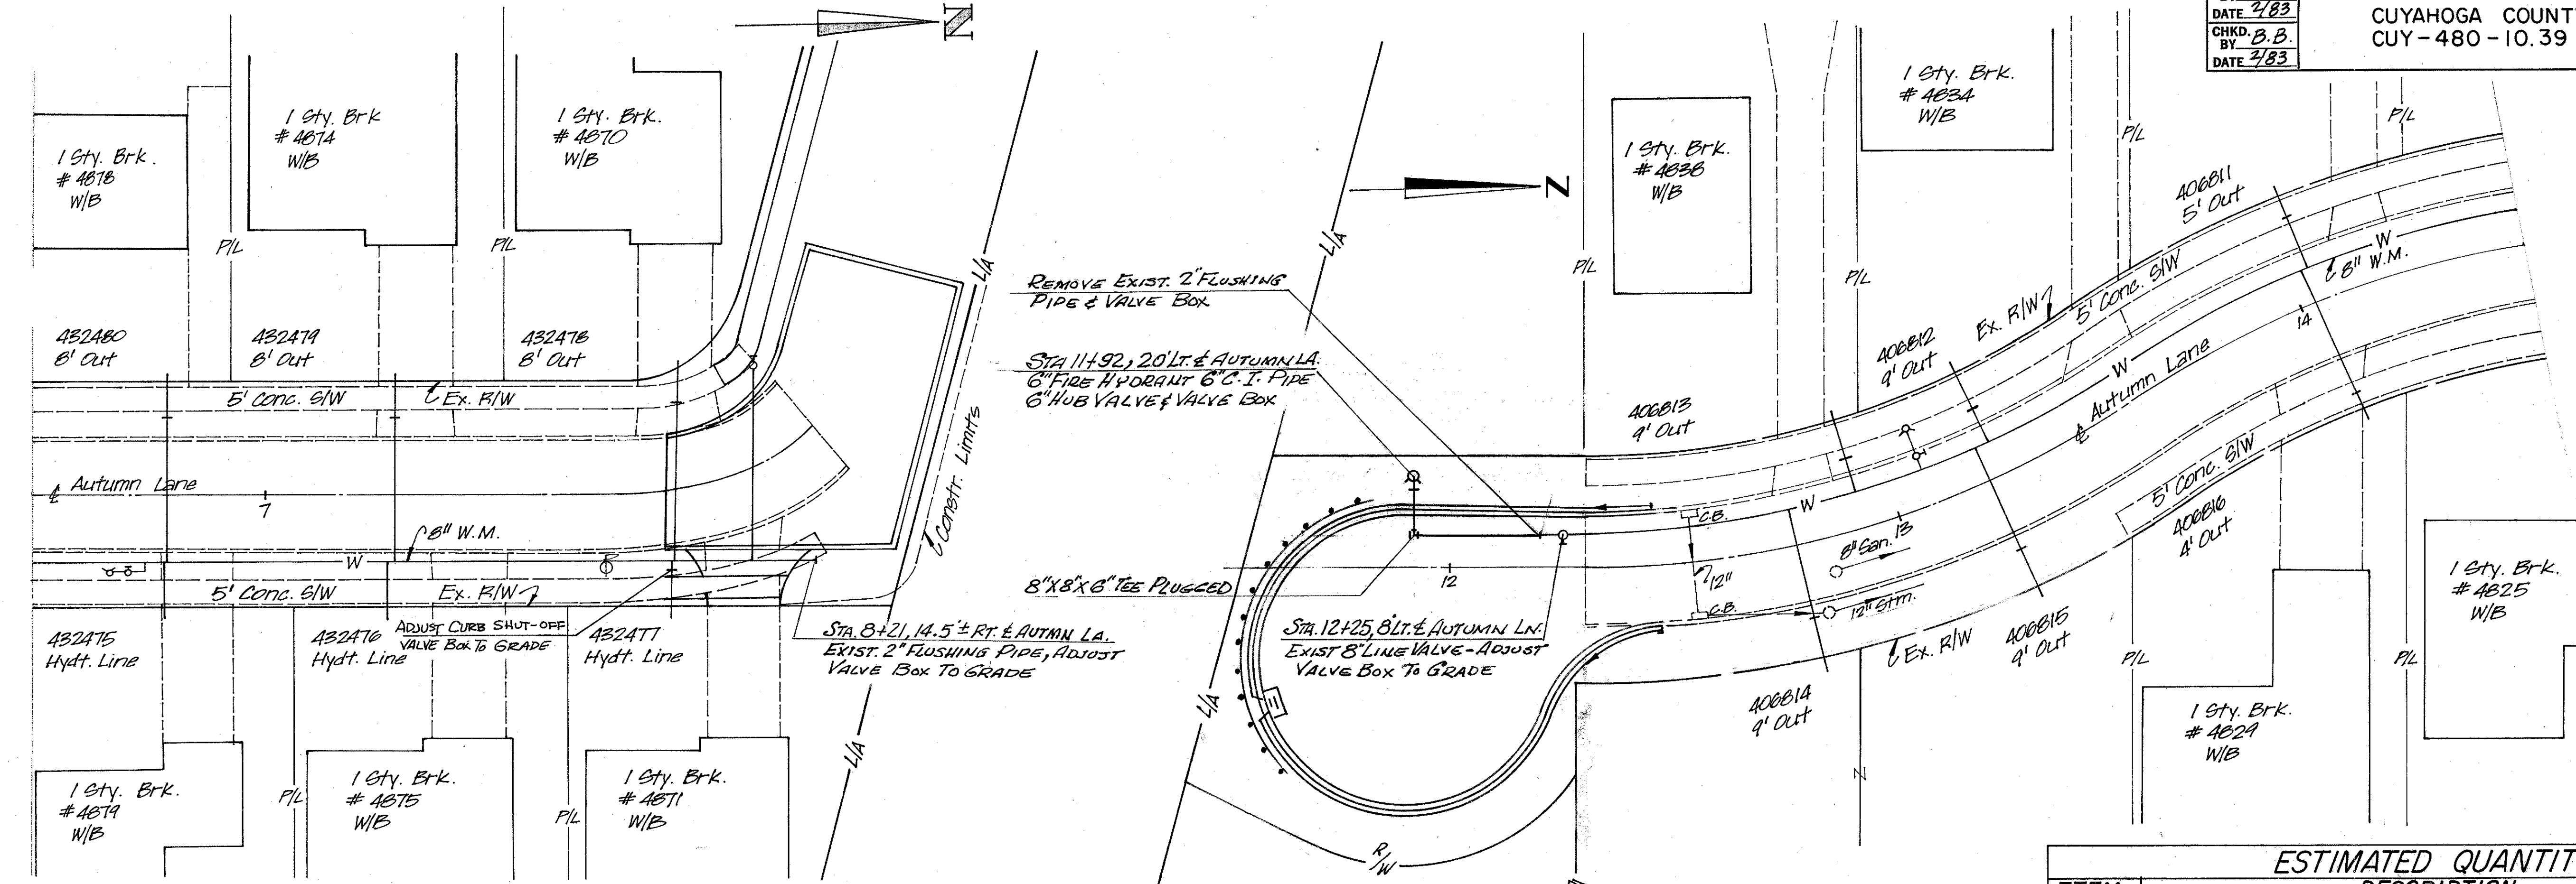 DATE 2/83
CHKD. B.B.
BY
DATE 2/83
CUYAHOGA COUNT
CUY-480-10.39
N
1 Sty. Brk.
# 4878
W/B
1 Sty. Brk
# 4874
W/B
1 Sty. Brk.
# 4870
W/B
P/L
P/L
432480
8' Out
432479
8' Out
432478
8' Out
5' Conc. S/W
Ex. R/W
℄ Autumn Lane
7
8" W.M.
W
5' Conc. S/W
Ex. R/W
432475
Hydt. Line
432476
Hydt. Line
ADJUST CURB SHUT-OFF
VALVE BOX TO GRADE
432477
Hydt. Line
1 Sty. Brk.
# 4879
W/B
P/L
1 Sty. Brk.
# 4875
W/B
P/L
1 Sty. Brk.
# 4871
W/B
L/A
Constr. Limits
STA. 8+21, 14.5'± RT. ℄ AUTMN LA.
EXIST. 2" FLUSHING PIPE, ADJUST
VALVE BOX TO GRADE
L/A
REMOVE EXIST. 2" FLUSHING
PIPE & VALVE BOX
STA 11+92, 20' LT. ℄ AUTUMN LA.
6" FIRE HYDRANT 6" C.I. PIPE
6" HUB VALVE & VALVE BOX
8"X8"X6" TEE PLUGGED
L/A
N
P/L
1 Sty. Brk.
# 4838
W/B
P/L
1 Sty. Brk.
# 4834
W/B
P/L
P/L
406813
9' Out
406812
9' Out
Ex. R/W
406811
5' Out
5' Conc. S/W
W
8" W.M.
W
14
℄ Autumn Lane
W
C.B.
12"
C.B.
12
8" San.
13
12" Stm.
STA. 12+25, 8 LT. ℄ AUTUMN LN.
EXIST 8" LINE VALVE-ADJUST
VALVE BOX TO GRADE
Ex. R/W
406814
9' Out
406815
9' Out
5' Conc. S/W
406816
4' Out
P/L
1 Sty. Brk.
# 4829
W/B
P/L
1 Sty. Brk.
# 4825
W/B
L/A
R/W
N
ESTIMATED QUANTIT
ITEM
DESCRIPTION